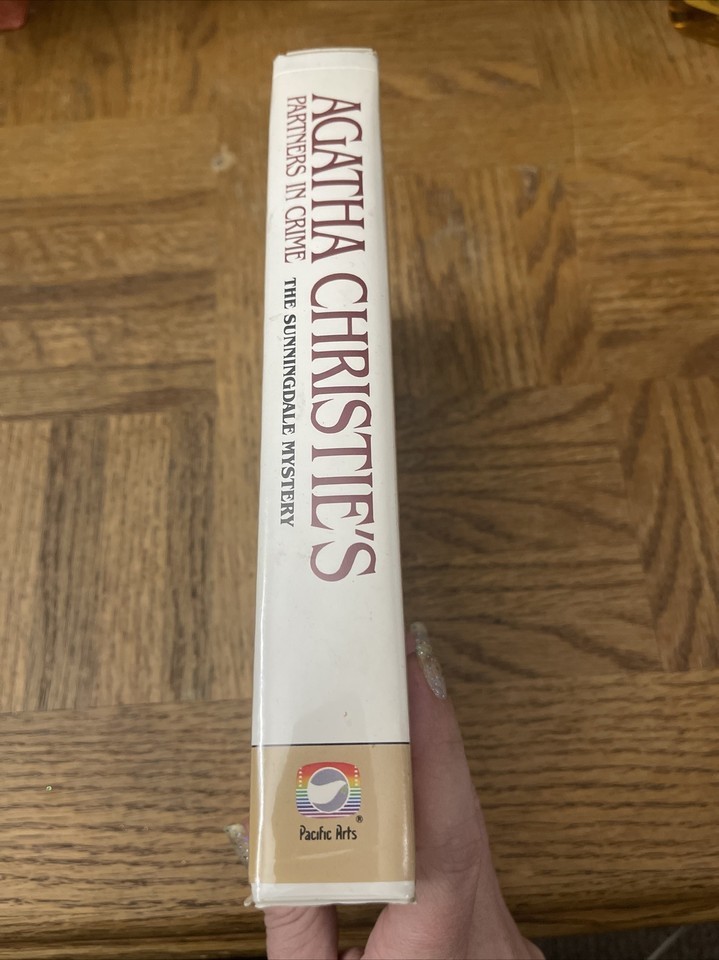 AGATHA CHRISTIE'S
PARTNERS IN CRIME THE SUNNINGDALE MYSTERY
®
Pacific Arts